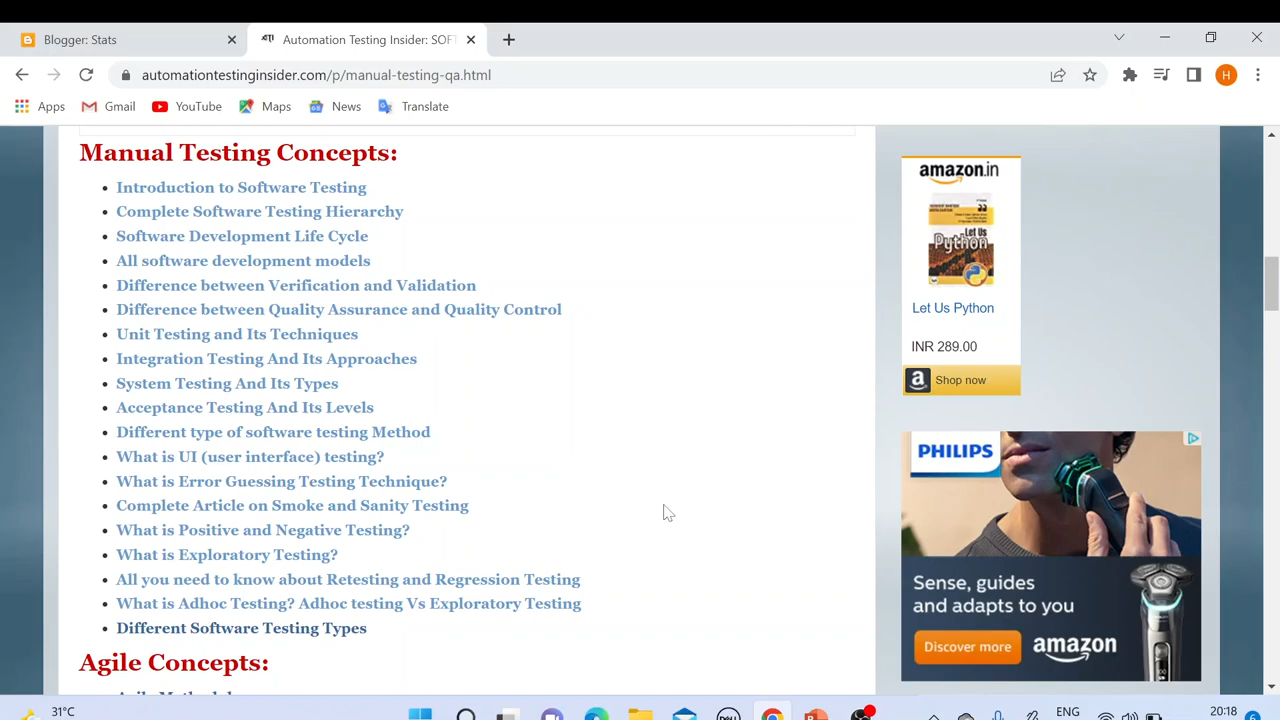 Blogger: Stats
Automation Testing Insider: SOF
automationtestinginsider.com/p/manual-testing-qa.html
H
Apps
Gmail
YouTube
Maps
News
Translate
Manual Testing Concepts:
Introduction to Software Testing
Complete Software Testing Hierarchy
Software Development Life Cycle
All software development models
Difference between Verification and Validation
Difference between Quality Assurance and Quality Control
Unit Testing and Its Techniques
Integration Testing And Its Approaches
System Testing And Its Types
Acceptance Testing And Its Levels
Different type of software testing Method
What is UI (user interface) testing?
What is Error Guessing Testing Technique?
Complete Article on Smoke and Sanity Testing
What is Positive and Negative Testing?
What is Exploratory Testing?
All you need to know about Retesting and Regression Testing
What is Adhoc Testing? Adhoc testing Vs Exploratory Testing
Different Software Testing Types
Agile Concepts:
amazon.in
Let Us
Python
Let Us Python
INR 289.00
Shop now
PHILIPS
Sense, guides
and adapts to you
Discover more
amazon
31°C
ENG
20:18